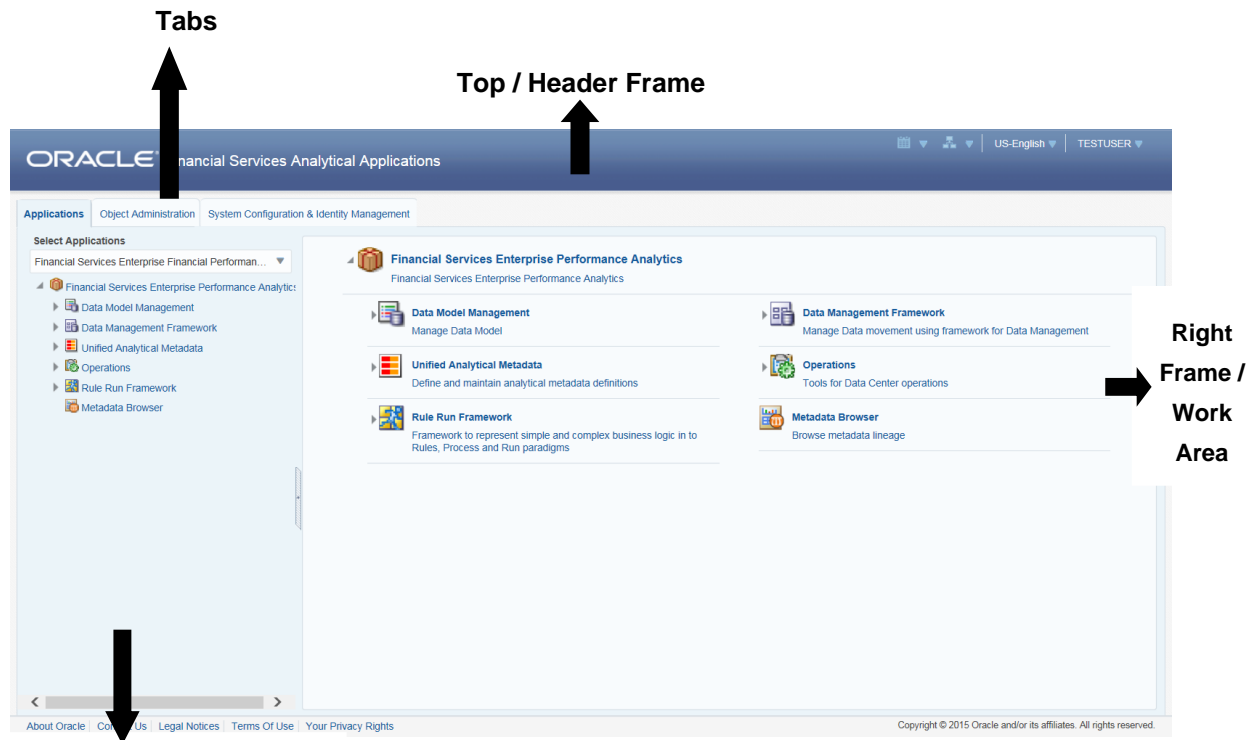 Tabs
Top / Header Frame
ORACLE Financial Services Analytical Applications
US-English
TESTUSER
Applications
Object Administration
System Configuration & Identity Management
Select Applications
Financial Services Enterprise Financial Performan...
Financial Services Enterprise Performance Analytics
Data Model Management
Data Management Framework
Unified Analytical Metadata
Operations
Rule Run Framework
Metadata Browser
Financial Services Enterprise Performance Analytics
Financial Services Enterprise Performance Analytics
Data Model Management
Manage Data Model
Data Management Framework
Manage Data movement using framework for Data Management
Unified Analytical Metadata
Define and maintain analytical metadata definitions
Operations
Tools for Data Center operations
Rule Run Framework
Framework to represent simple and complex business logic in to
Rules, Process and Run paradigms
Metadata Browser
Browse metadata lineage
Right
Frame /
Work
Area
About Oracle
Contact Us
Legal Notices
Terms Of Use
Your Privacy Rights
Copyright © 2015 Oracle and/or its affiliates. All rights reserved.